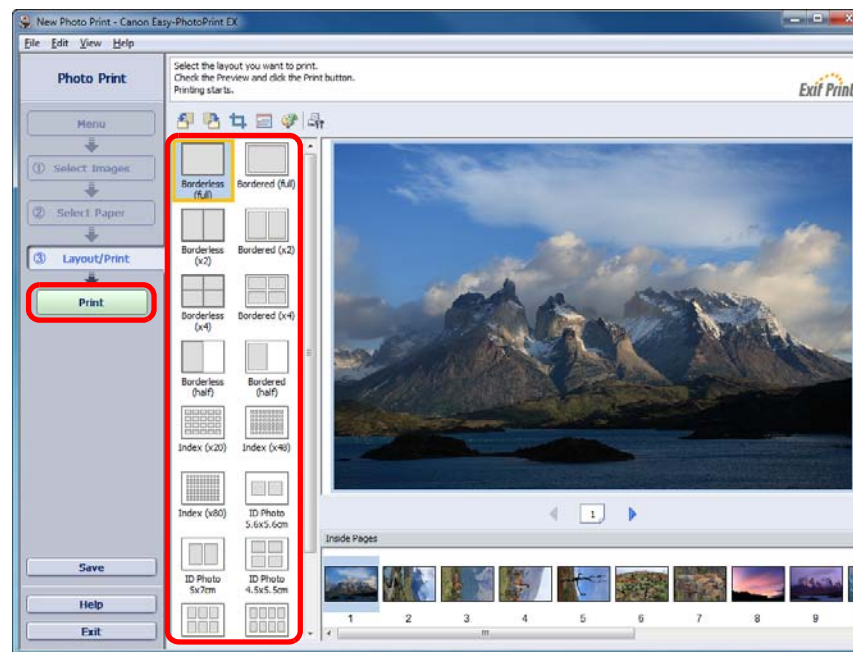 New Photo Print - Canon Easy-PhotoPrint EX
File Edit View Help
Photo Print
Select the layout you want to print.
Check the Preview and click the Print button.
Printing starts.
Exif Print
Menu
① Select Images
② Select Paper
③ Layout/Print
Print
Save
Help
Exit
Borderless
(full)
Bordered (full)
Borderless
(x2)
Bordered (x2)
Borderless
(x4)
Bordered (x4)
Borderless
(half)
Bordered
(half)
Index (x20)
Index (x48)
Index (x80)
ID Photo
5.6x5.6cm
ID Photo
5x7cm
ID Photo
4.5x5.5cm
1
Inside Pages
1 2 3 4 5 6 7 8 9